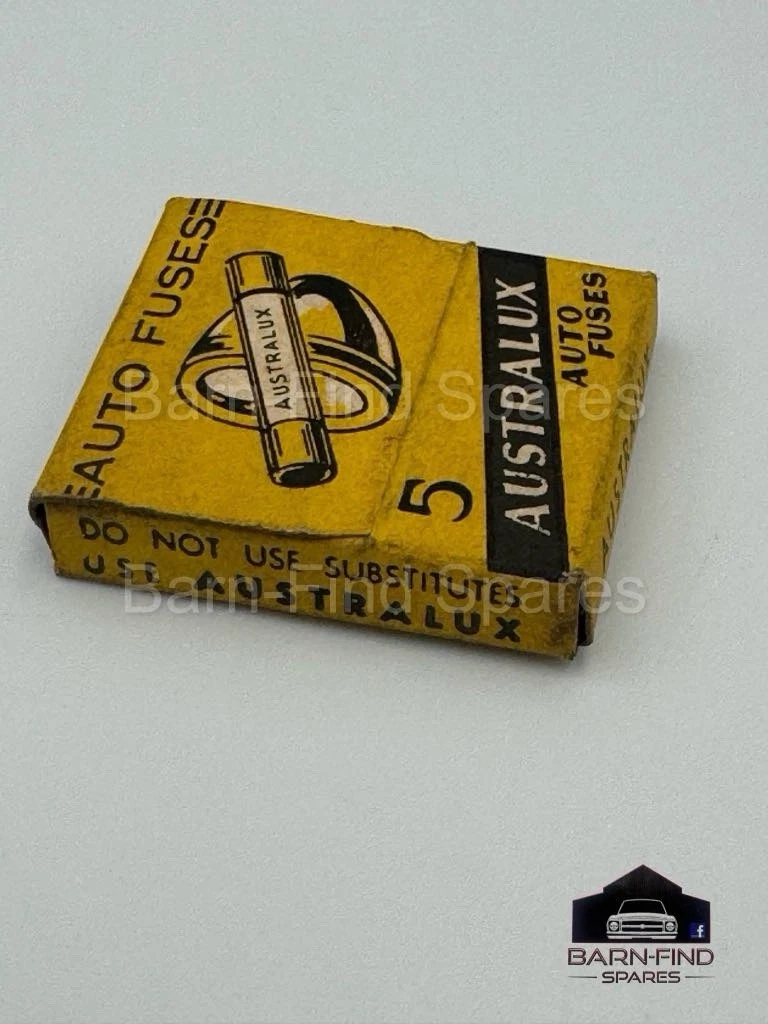 AUTO FUSES
AUSTRALUX
5
AUSTRALUX
AUTO
FUSES
AUSTRALUX
DO NOT USE SUBSTITUTES
USE AUSTRALUX
Barn-Find Spares
Barn-Find Spares
f
BARN-FIND
SPARES